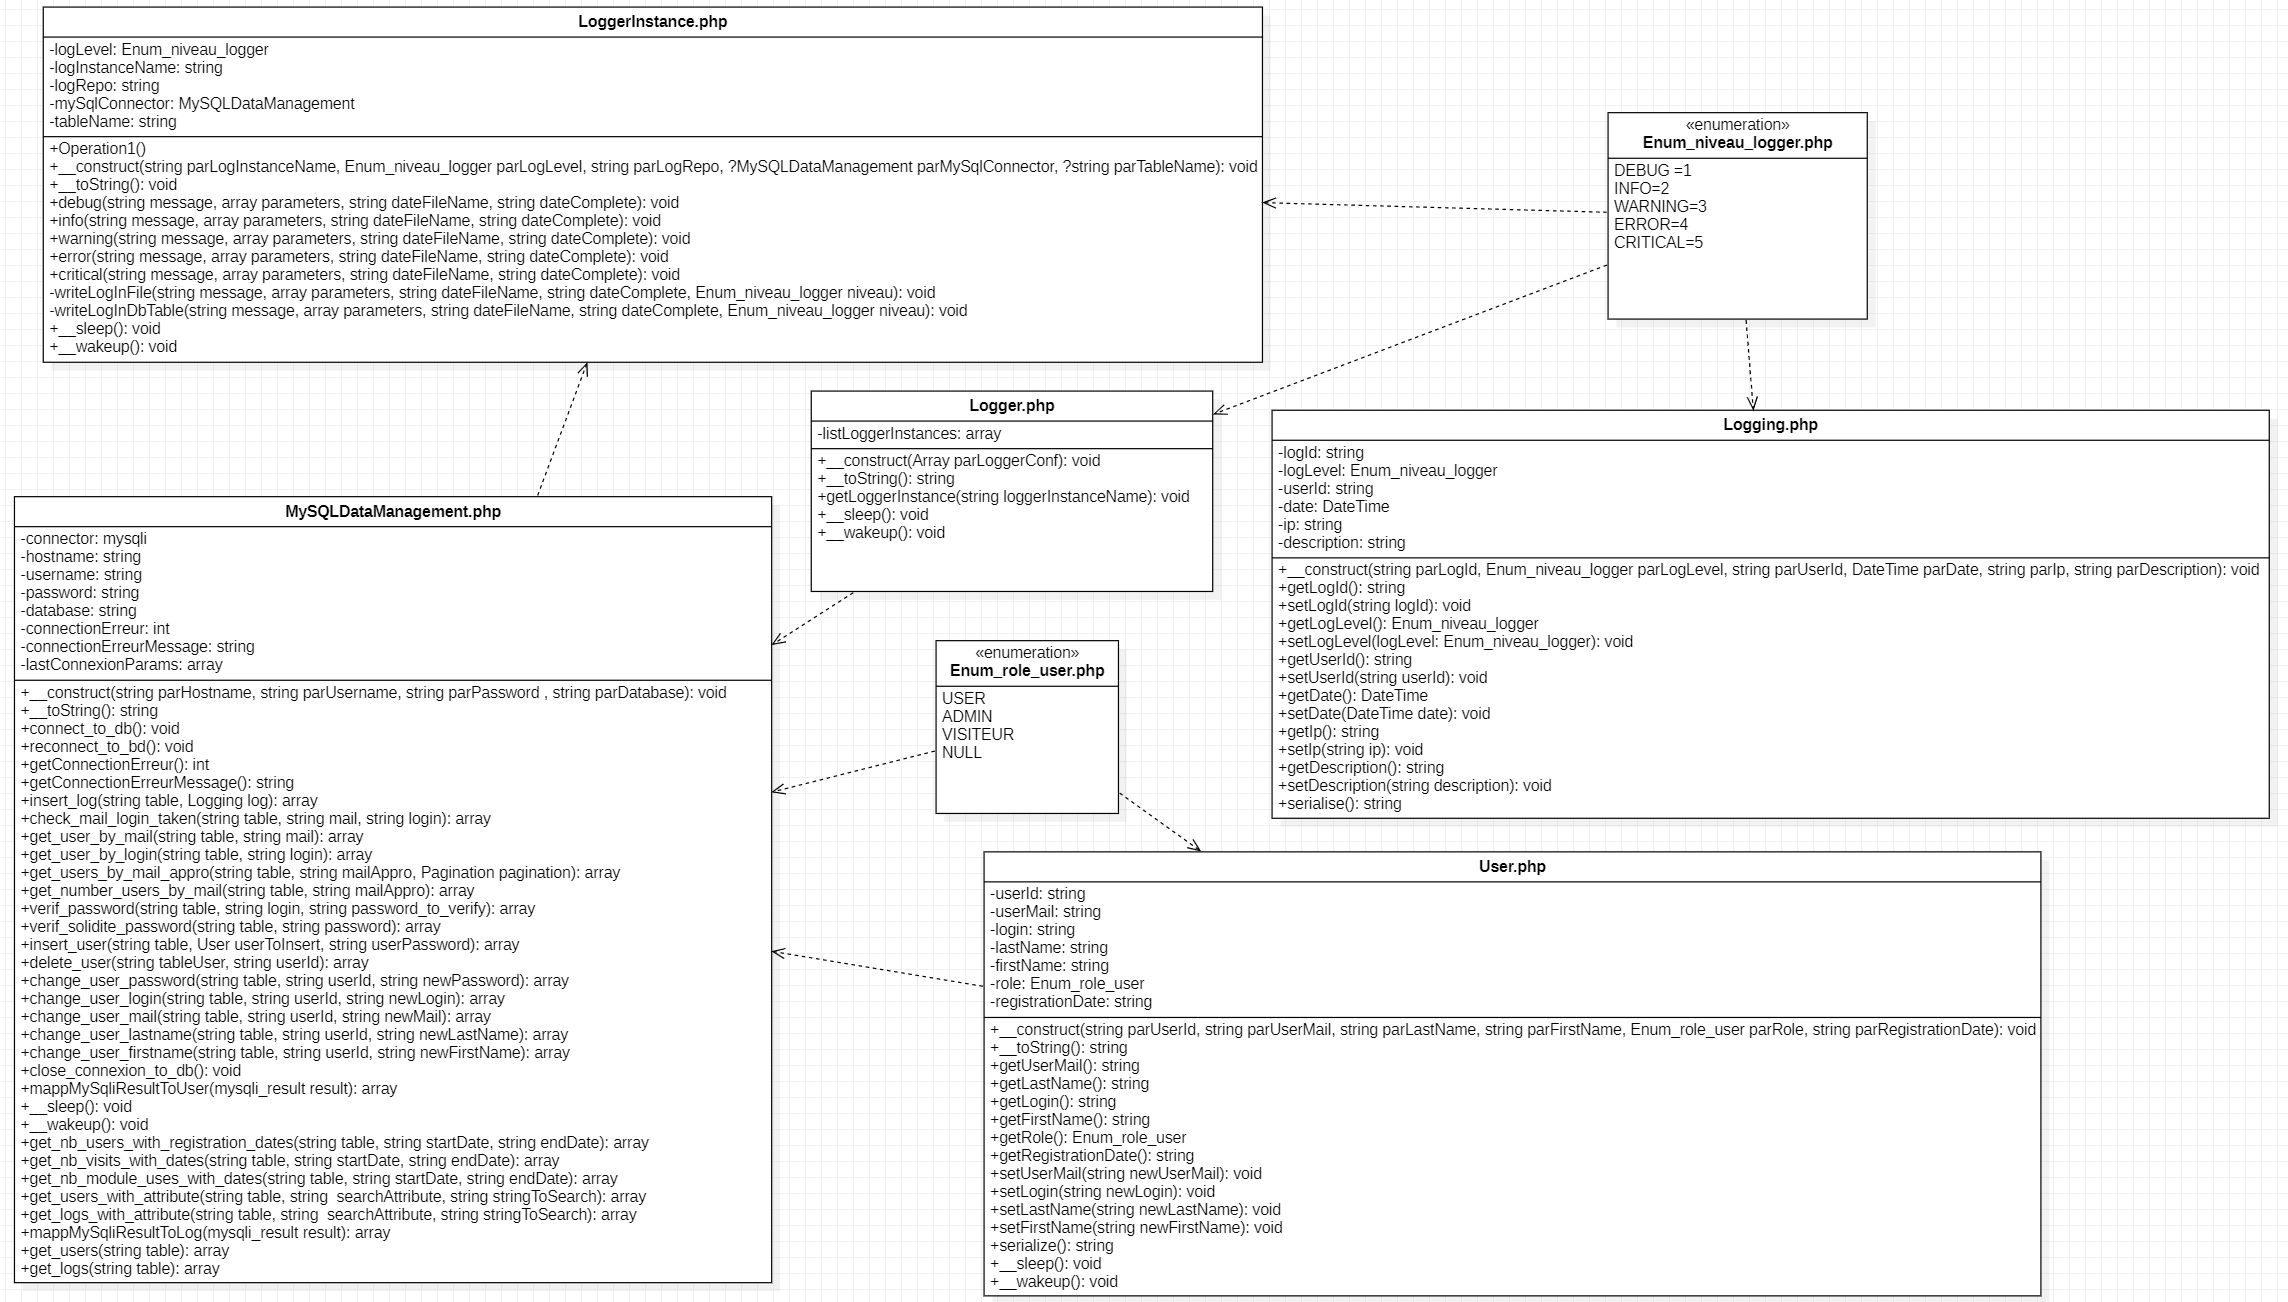 LoggerInstance.php
-logLevel: Enum_niveau_logger
-logInstanceName: string
-logRepo: string
-mySqlConnector: MySQLDataManagement
-tableName: string
+Operation1()
+__construct(string parLogInstanceName, Enum_niveau_logger parLogLevel, string parLogRepo, ?MySQLDataManagement parMySqlConnector, ?string parTableName): void
+__toString(): void
+debug(string message, array parameters, string dateFileName, string dateComplete): void
+info(string message, array parameters, string dateFileName, string dateComplete): void
+warning(string message, array parameters, string dateFileName, string dateComplete): void
+error(string message, array parameters, string dateFileName, string dateComplete): void
+critical(string message, array parameters, string dateFileName, string dateComplete): void
-writeLogInFile(string message, array parameters, string dateFileName, string dateComplete, Enum_niveau_logger niveau): void
-writeLogInDbTable(string message, array parameters, string dateFileName, string dateComplete, Enum_niveau_logger niveau): void
+__sleep(): void
+__wakeup(): void
«enumeration»
Enum_niveau_logger.php
DEBUG =1
INFO=2
WARNING=3
ERROR=4
CRITICAL=5
Logger.php
-listLoggerInstances: array
+__construct(Array parLoggerConf): void
+__toString(): string
+getLoggerInstance(string loggerInstanceName): void
+__sleep(): void
+__wakeup(): void
Logging.php
-logId: string
-logLevel: Enum_niveau_logger
-userId: string
-date: DateTime
-ip: string
-description: string
+__construct(string parLogId, Enum_niveau_logger parLogLevel, string parUserId, DateTime parDate, string parIp, string parDescription): void
+getLogId(): string
+setLogId(string logId): void
+getLogLevel(): Enum_niveau_logger
+setLogLevel(logLevel: Enum_niveau_logger): void
+getUserId(): string
+setUserId(string userId): void
+getDate(): DateTime
+setDate(DateTime date): void
+getIp(): string
+setIp(string ip): void
+getDescription(): string
+setDescription(string description): void
+serialise(): string
MySQLDataManagement.php
-connector: mysqli
-hostname: string
-username: string
-password: string
-database: string
-connectionErreur: int
-connectionErreurMessage: string
-lastConnexionParams: array
+__construct(string parHostname, string parUsername, string parPassword , string parDatabase): void
+__toString(): string
+connect_to_db(): void
+reconnect_to_bd(): void
+getConnectionErreur(): int
+getConnectionErreurMessage(): string
+insert_log(string table, Logging log): array
+check_mail_login_taken(string table, string mail, string login): array
+get_user_by_mail(string table, string mail): array
+get_user_by_login(string table, string login): array
+get_users_by_mail_appro(string table, string mailAppro, Pagination pagination): array
+get_number_users_by_mail(string table, string mailAppro): array
+verif_password(string table, string login, string password_to_verify): array
+verif_solidite_password(string table, string password): array
+insert_user(string table, User userToInsert, string userPassword): array
+delete_user(string tableUser, string userId): array
+change_user_password(string table, string userId, string newPassword): array
+change_user_login(string table, string userId, string newLogin): array
+change_user_mail(string table, string userId, string newMail): array
+change_user_lastname(string table, string userId, string newLastName): array
+change_user_firstname(string table, string userId, string newFirstName): array
+close_connexion_to_db(): void
+mappMySqliResultToUser(mysqli_result result): array
+__sleep(): void
+__wakeup(): void
+get_nb_users_with_registration_dates(string table, string startDate, string endDate): array
+get_nb_visits_with_dates(string table, string startDate, string endDate): array
+get_nb_module_uses_with_dates(string table, string startDate, string endDate): array
+get_users_with_attribute(string table, string  searchAttribute, string stringToSearch): array
+get_logs_with_attribute(string table, string  searchAttribute, string stringToSearch): array
+mappMySqliResultToLog(mysqli_result result): array
+get_users(string table): array
+get_logs(string table): array
«enumeration»
Enum_role_user.php
USER
ADMIN
VISITEUR
NULL
User.php
-userId: string
-userMail: string
-login: string
-lastName: string
-firstName: string
-role: Enum_role_user
-registrationDate: string
+__construct(string parUserId, string parUserMail, string parLastName, string parFirstName, Enum_role_user parRole, string parRegistrationDate): void
+__toString(): string
+getUserMail(): string
+getLastName(): string
+getLogin(): string
+getFirstName(): string
+getRole(): Enum_role_user
+getRegistrationDate(): string
+setUserMail(string newUserMail): void
+setLogin(string newLogin): void
+setLastName(string newLastName): void
+setFirstName(string newFirstName): void
+serialize(): string
+__sleep(): void
+__wakeup(): void